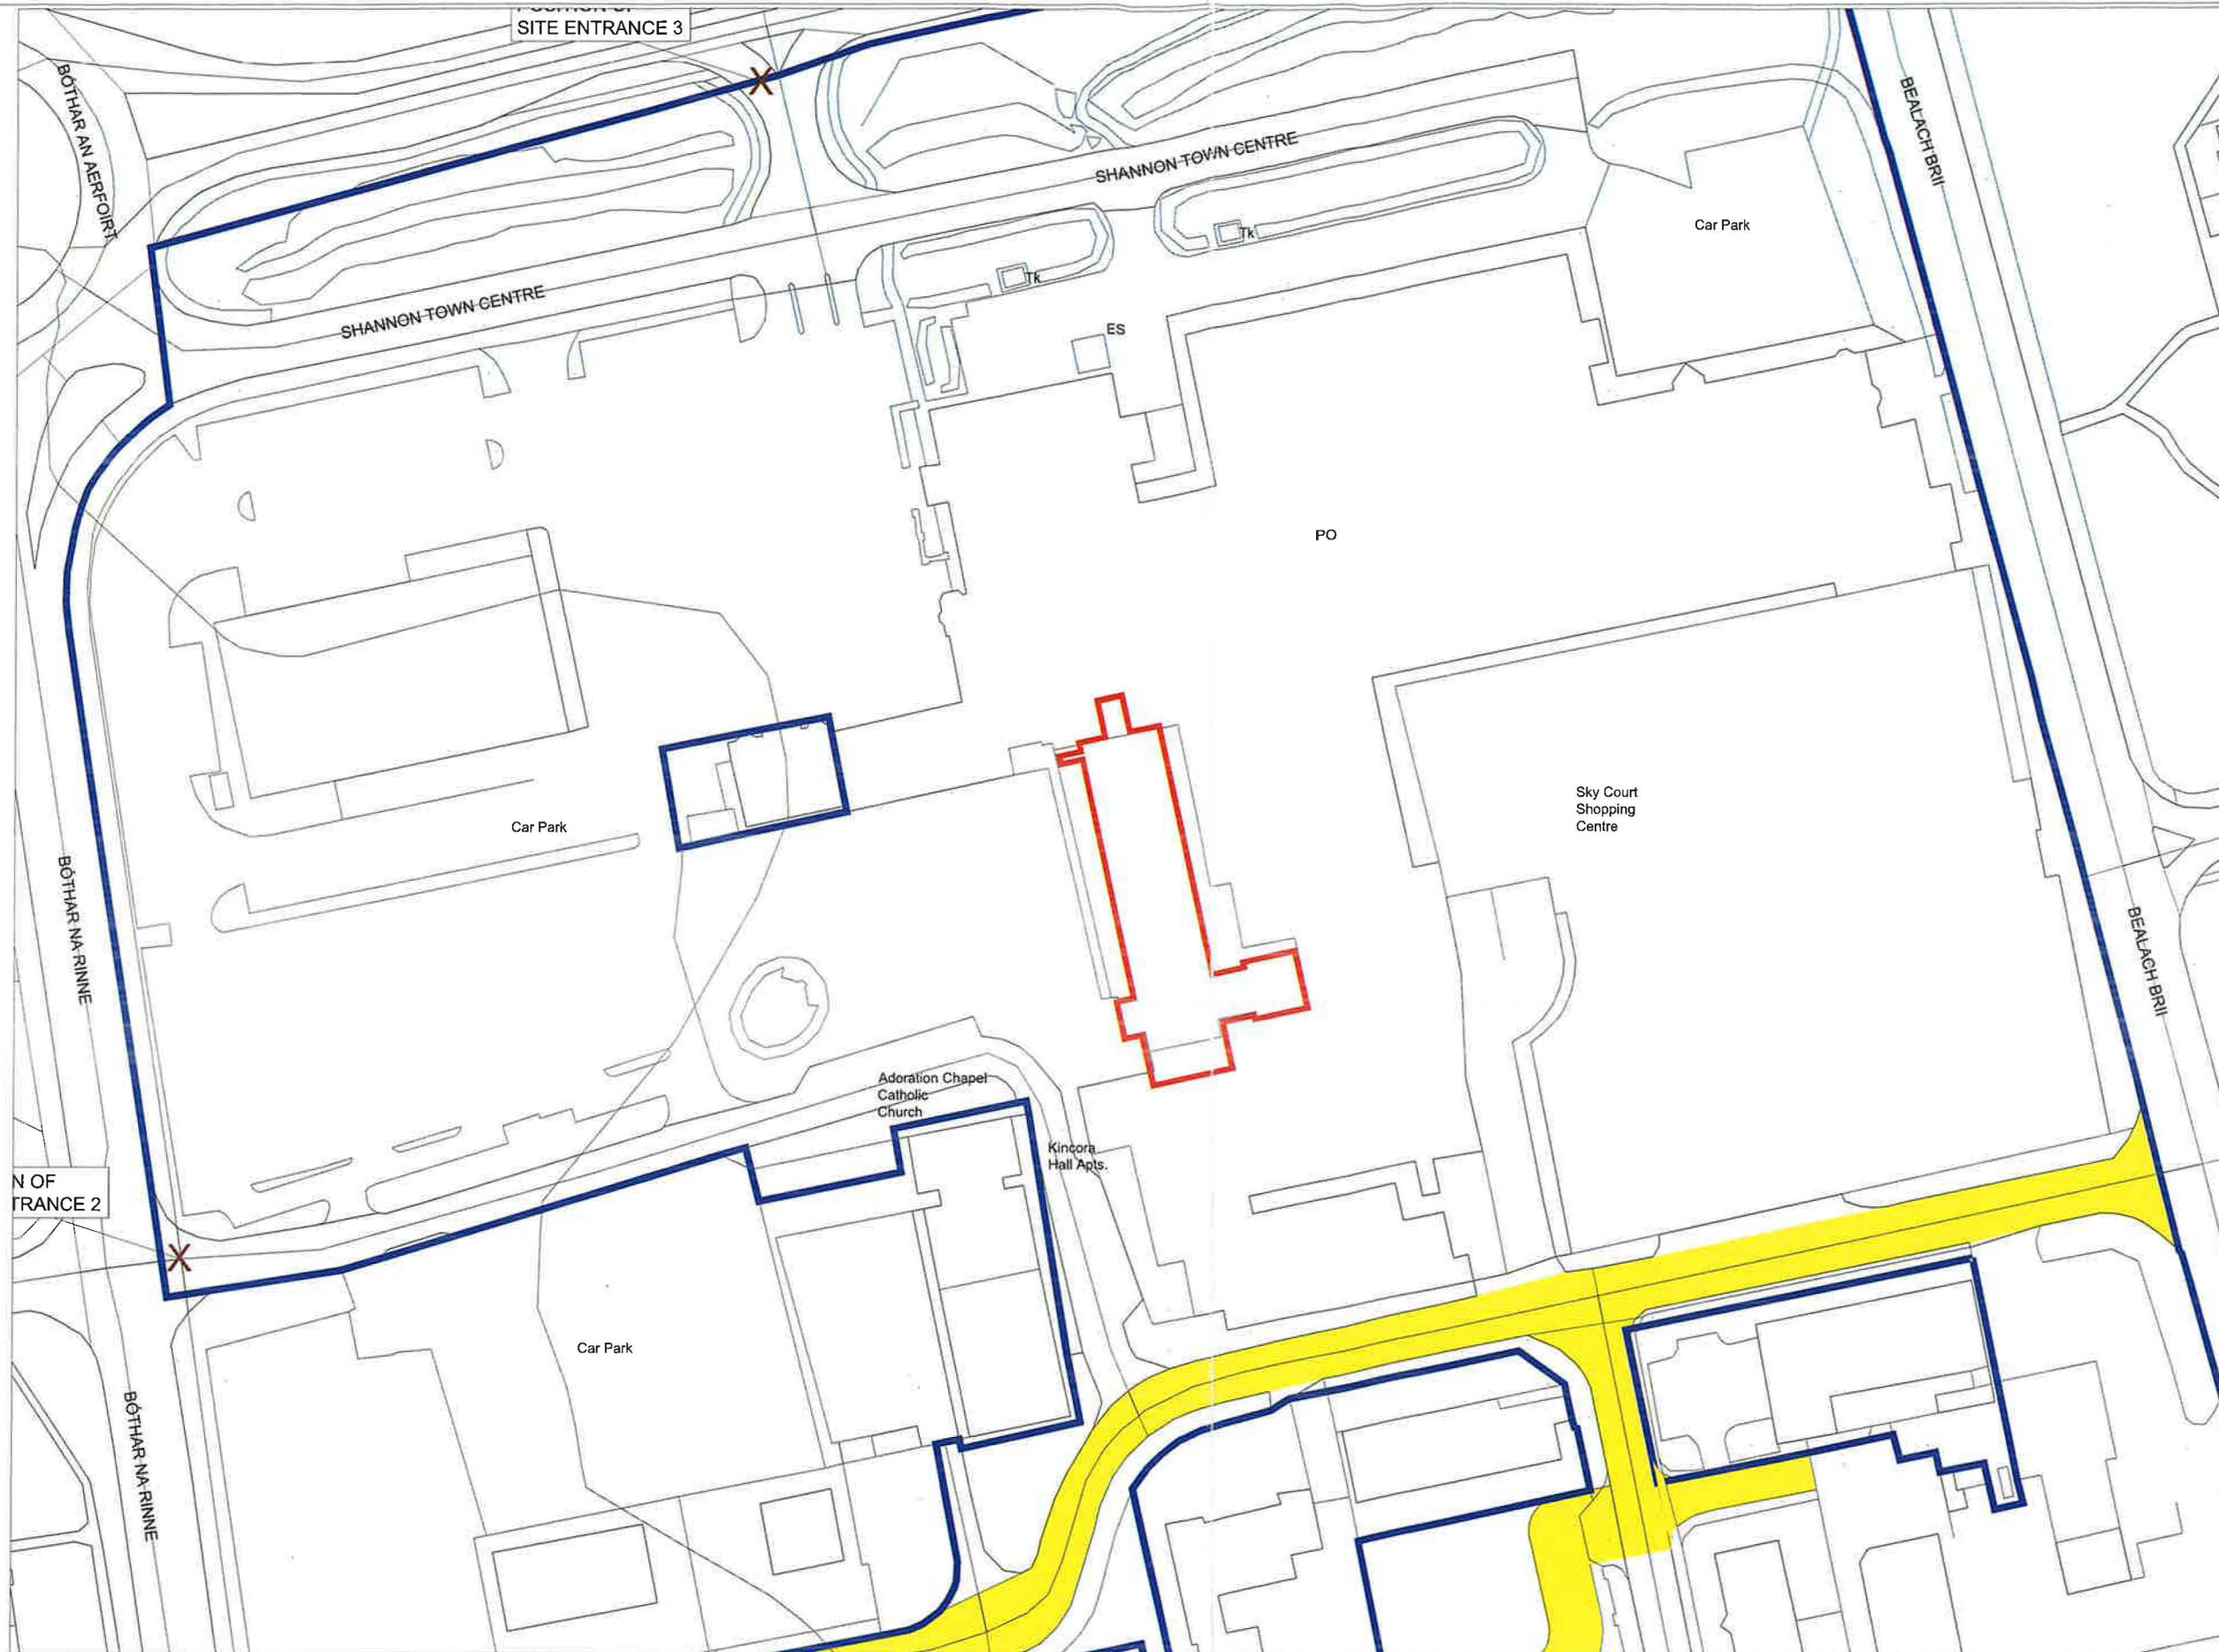 SITE ENTRANCE 3
BÓTHAR AN AERFOIRT
BEALACH BRII
SHANNON TOWN CENTRE
Car Park
Tk
Tk
SHANNON TOWN CENTRE
ES
PO
Sky Court
Shopping
Centre
Car Park
BÓTHAR NA RINNE
BEALACH BRII
Adoration Chapel
Catholic
Church
Kincora
Hall Apts.
N OF
TRANCE 2
X
X
Car Park
BÓTHAR NA RINNE